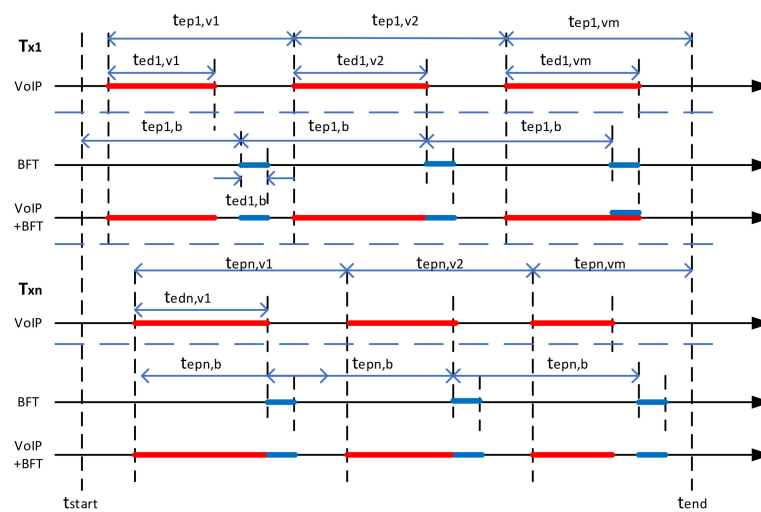 tep1,v1 tep1,v2 tep1,vm
Tx1
ted1,v1 ted1,v2 ted1,vm
VoIP
tep1,b tep1,b tep1,b
BFT
ted1,b
VoIP
+BFT
tepn,v1 tepn,v2 tepn,vm
Txn
tedn,v1
VoIP
tepn,b tepn,b tepn,b
BFT
VoIP
+BFT
tstart tend